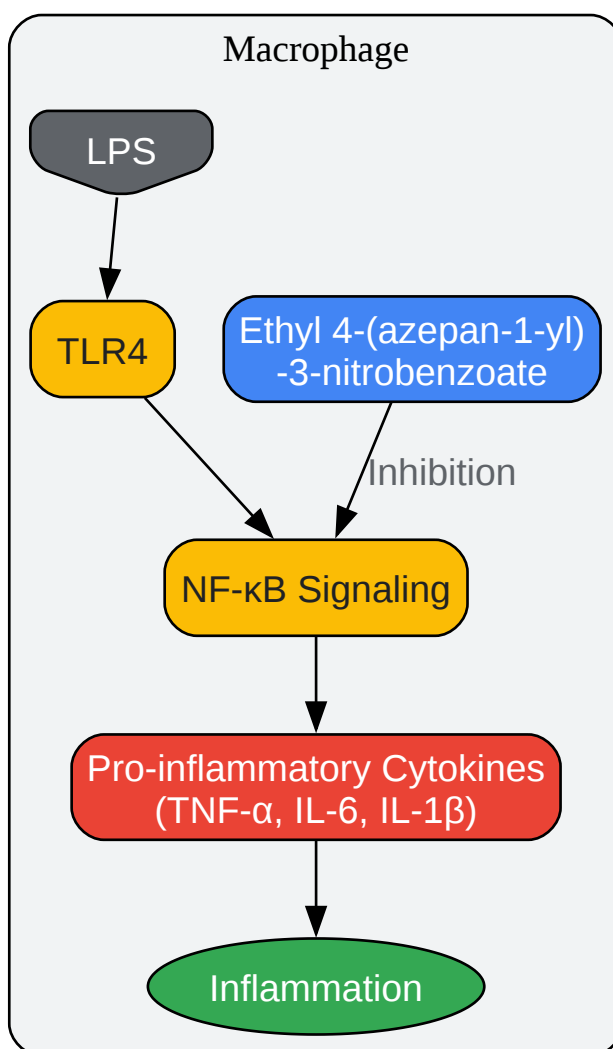 Macrophage
LPS
TLR4
Ethyl 4-(azepan-1-yl)
-3-nitrobenzoate
Inhibition
NF-κB Signaling
Pro-inflammatory Cytokines
(TNF-α, IL-6, IL-1β)
Inflammation